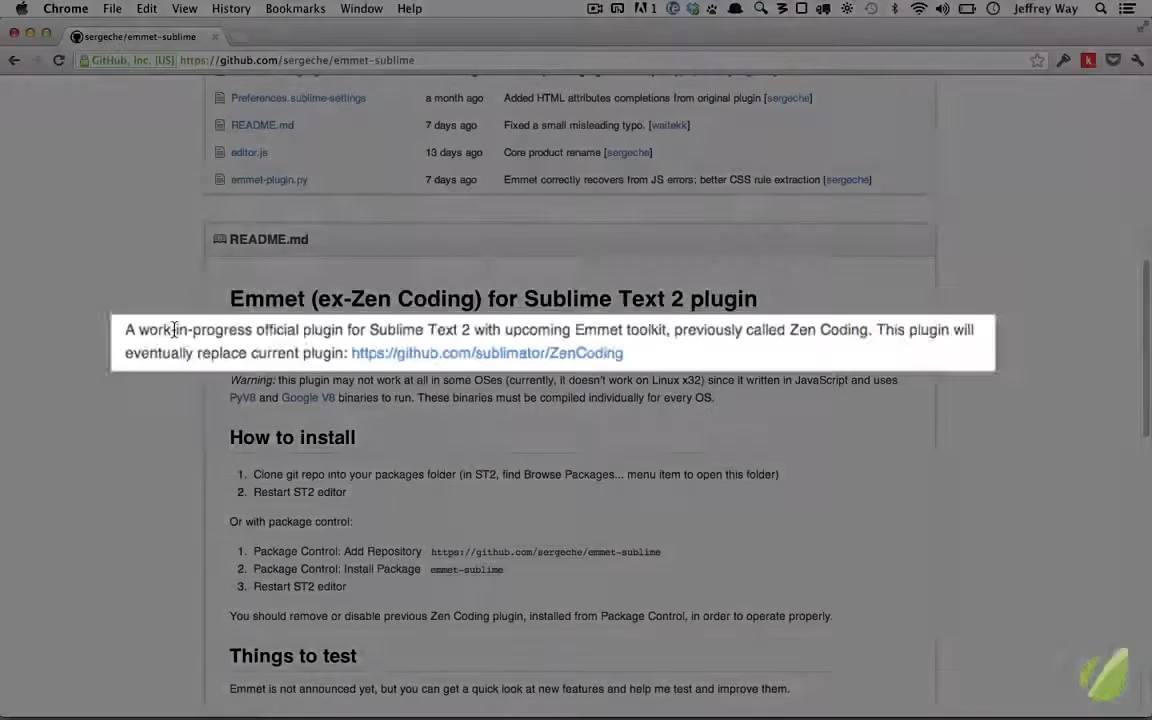 Chrome File Edit View History Bookmarks Window Help 1 Jeffrey Way
sergeche/emmet-sublime
GitHub, Inc. [US] https://github.com/sergeche/emmet-sublime
Preferences.sublime-settings a month ago Added HTML attributes completions from original plugin [sergeche]
README.md 7 days ago Fixed a small misleading typo. [waitekk]
editor.js 13 days ago Core product rename [sergeche]
emmet-plugin.py 7 days ago Emmet correctly recovers from JS errors; better CSS rule extraction [sergeche]
README.md
Emmet (ex-Zen Coding) for Sublime Text 2 plugin
A work-in-progress official plugin for Sublime Text 2 with upcoming Emmet toolkit, previously called Zen Coding. This plugin will
eventually replace current plugin: https://github.com/sublimator/ZenCoding
Warning: this plugin may not work at all in some OSes (currently, it doesn't work on Linux x32) since it written in JavaScript and uses
PyV8 and Google V8 binaries to run. These binaries must be compiled individually for every OS.
How to install
1. Clone git repo into your packages folder (in ST2, find Browse Packages... menu item to open this folder)
2. Restart ST2 editor
Or with package control:
1. Package Control: Add Repository https://github.com/sergeche/emmet-sublime
2. Package Control: Install Package emmet-sublime
3. Restart ST2 editor
You should remove or disable previous Zen Coding plugin, installed from Package Control, in order to operate properly.
Things to test
Emmet is not announced yet, but you can get a quick look at new features and help me test and improve them.